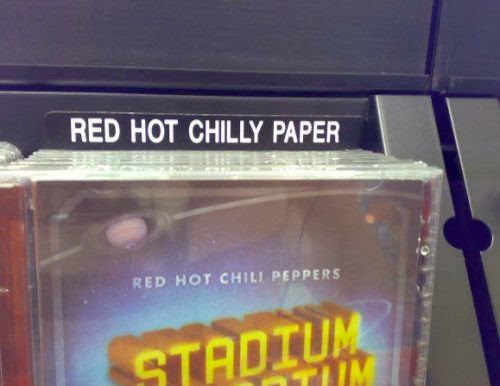 RED HOT CHILLY PAPER
RED HOT CHILI PEPPERS
STADIUM